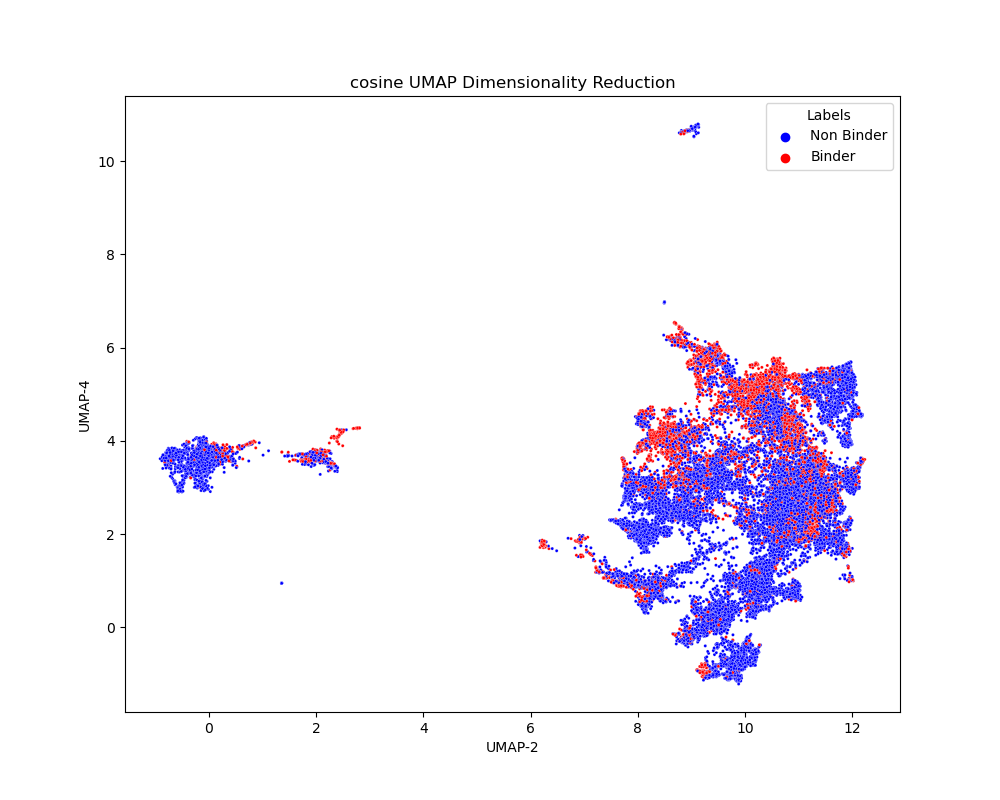 cosine UMAP Dimensionality Reduction
Labels
Non Binder
Binder
UMAP-4
10
8
6
4
2
0
0 2 4 6 8 10 12
UMAP-2